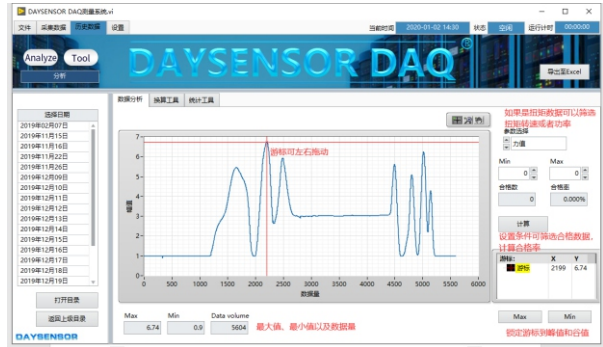 DAYSENSOR DAQ测量系统.vi
文件 采集数据 历史数据 设置 当前时间 2020-01-02 14:30 状态 空闲 运行计时 00:00:00
Analyze Tool
分析
DAYSENSOR DAQ
导出至Excel
数据分析 换算工具 统计工具
如果是扭矩数据可以筛选
扭矩转速或者功率
参数选择
力值
选择日期
2019年02月07日
2019年11月15日
2019年11月16日
2019年11月22日
2019年11月26日
2019年12月09日
2019年12月10日
2019年12月11日
2019年12月12日
2019年12月13日
2019年12月14日
2019年12月15日
2019年12月16日
2019年12月17日
2019年12月18日
2019年12月19日
打开目录
返回上级目录
DAYSENSOR
游标可左右拖动
幅值
7
6
5
4
3
2
1
0
0 500 1000 1500 2000 2500 3000 3500 4000 4500 5000 5500 6000
数据量
Max Min Data volume
6.74 0.9 5604
最大值、最小值以及数据量
Min Max
0 0
合格数 合格率
0 0.000%
计算
设置条件可筛选合格数据,
计算合格率
游标: X Y
游标 2199 6.74
Max Min
锁定游标到峰值和谷值